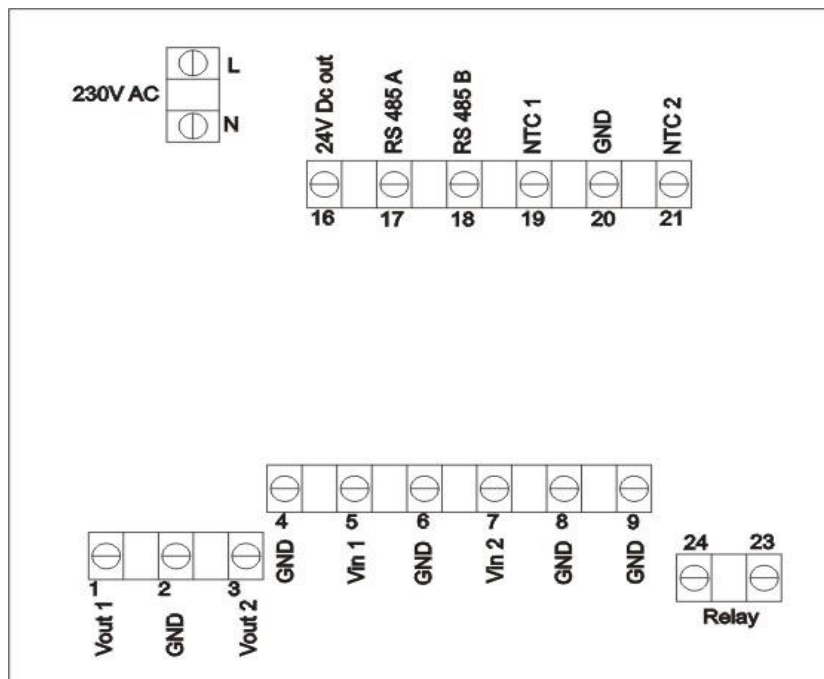 L
230V AC
N
24V Dc out
RS 485 A
RS 485 B
NTC 1
GND
NTC 2
16
17
18
19
20
21
4
5
6
7
8
9
GND
Vin 1
GND
Vin 2
GND
GND
1
2
3
Vout 1
GND
Vout 2
24
23
Relay